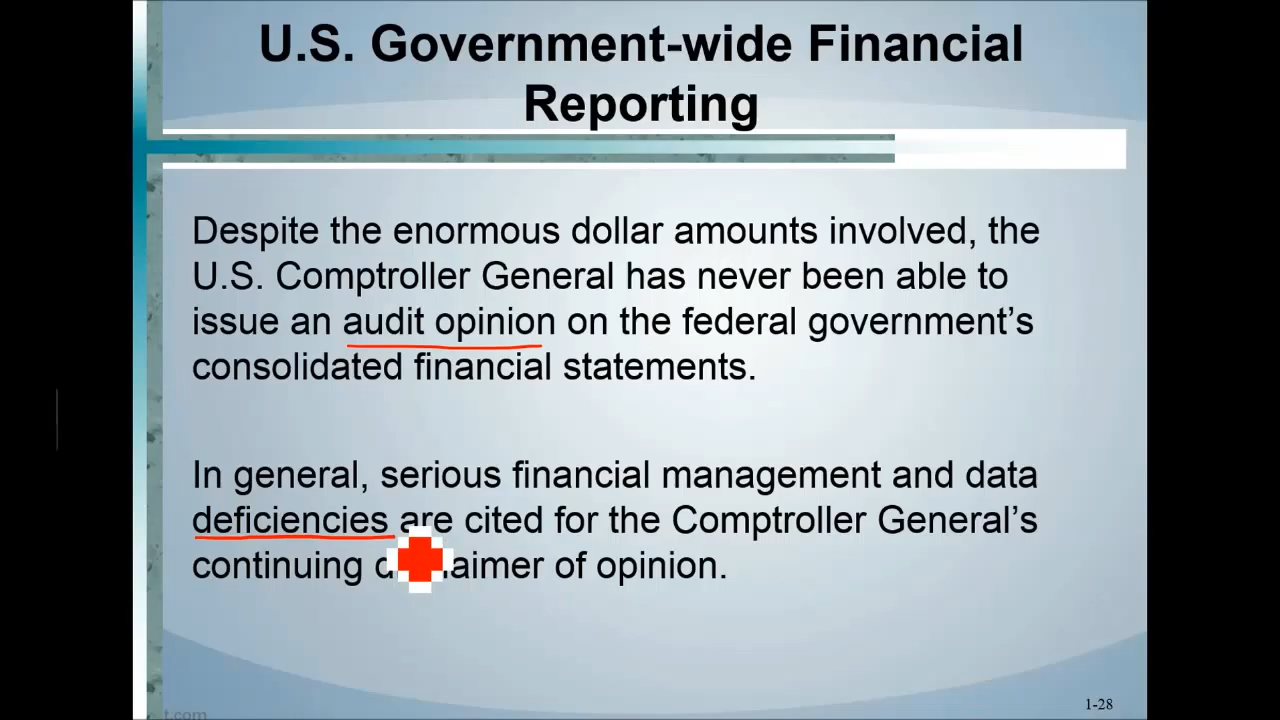 U.S. Government-wide Financial
Reporting
Despite the enormous dollar amounts involved, the
U.S. Comptroller General has never been able to
issue an audit opinion on the federal government's
consolidated financial statements.
In general, serious financial management and data
deficiencies are cited for the Comptroller General's
continuing of opinion.
1-28
t.com